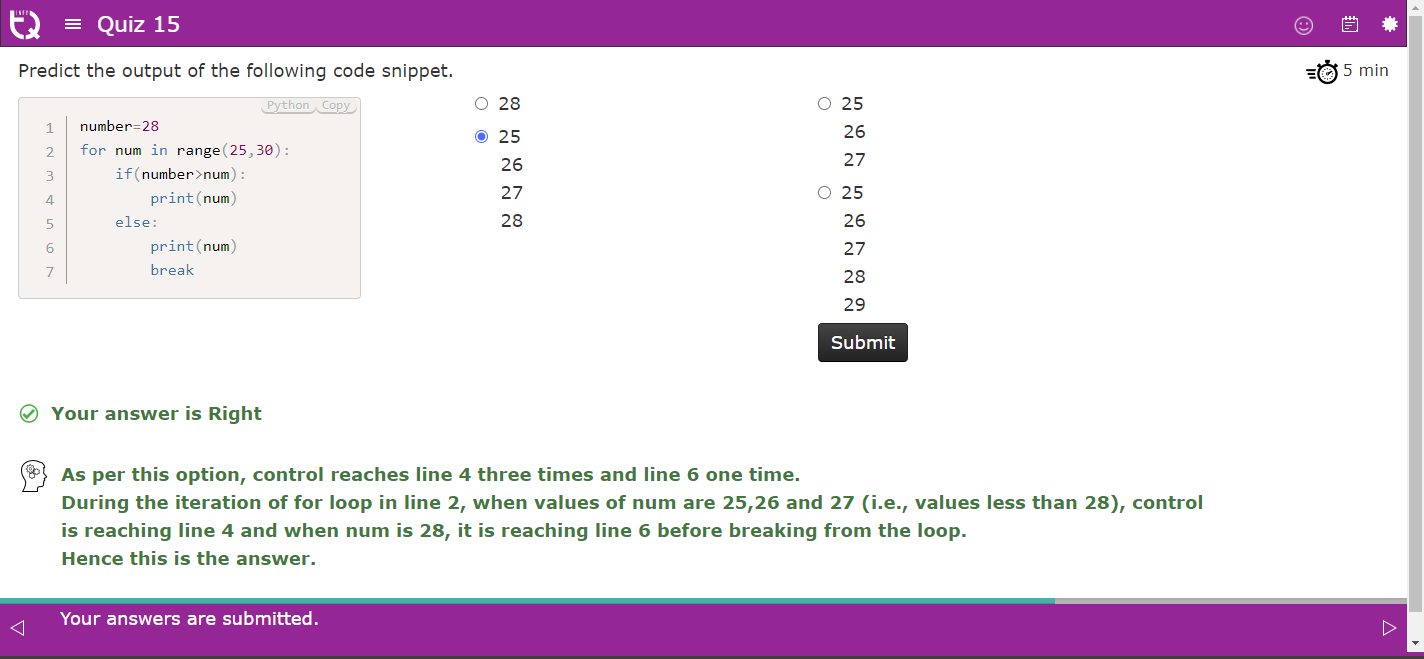 INFY
TQ
Quiz 15
Predict the output of the following code snippet.
5 min
Python Copy
1 number=28
2 for num in range(25,30):
3 if(number>num):
4 print(num)
5 else:
6 print(num)
7 break
28
25
26
27
28
25
26
27
25
26
27
28
29
Submit
Your answer is Right
As per this option, control reaches line 4 three times and line 6 one time.
During the iteration of for loop in line 2, when values of num are 25,26 and 27 (i.e., values less than 28), control
is reaching line 4 and when num is 28, it is reaching line 6 before breaking from the loop.
Hence this is the answer.
Your answers are submitted.